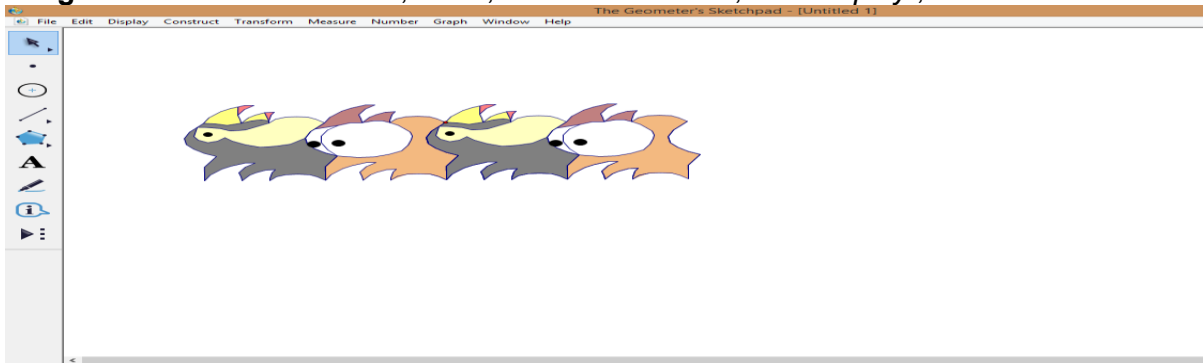 The Geometer's Sketchpad - [Untitled 1]
File Edit Display Construct Transform Measure Number Graph Window Help
A